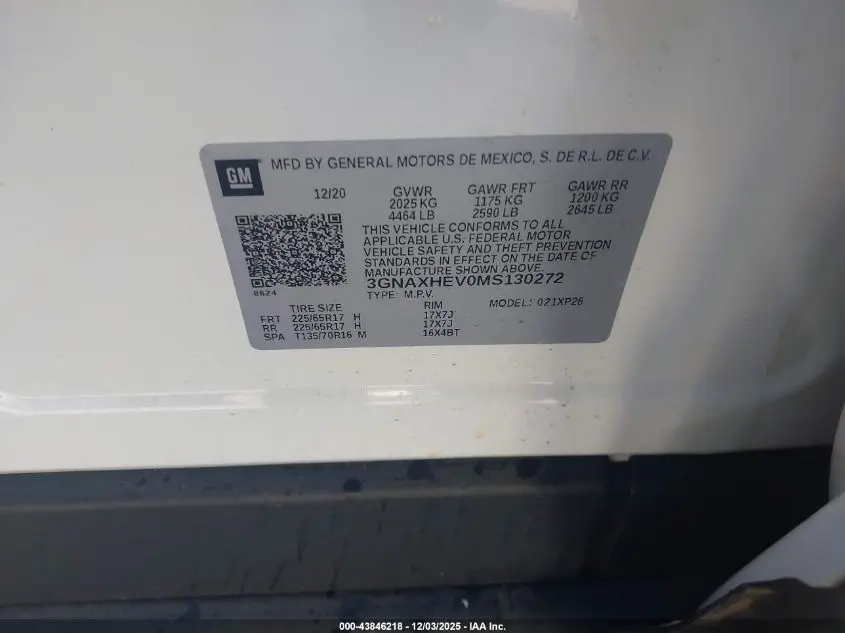 GM
MFD BY GENERAL MOTORS DE MEXICO, S. DE R.L. DE C.V.
12/20 GVWR GAWR FRT GAWR RR
2025 KG 1175 KG 1200 KG
4464 LB 2590 LB 2645 LB
THIS VEHICLE CONFORMS TO ALL
APPLICABLE U.S. FEDERAL MOTOR
VEHICLE SAFETY AND THEFT PREVENTION
STANDARDS IN EFFECT ON THE DATE OF
MANUFACTURE SHOWN ABOVE.
3GNAXHEV0MS130272
8624
TYPE: M.P.V. MODEL: 021XP26
TIRE SIZE RIM
FRT 225/65R17 H 17X7J
RR 225/65R17 H 17X7J
SPA T135/70R16 M 16X4BT
000-43846218 - 12/03/2025 - IAA Inc.